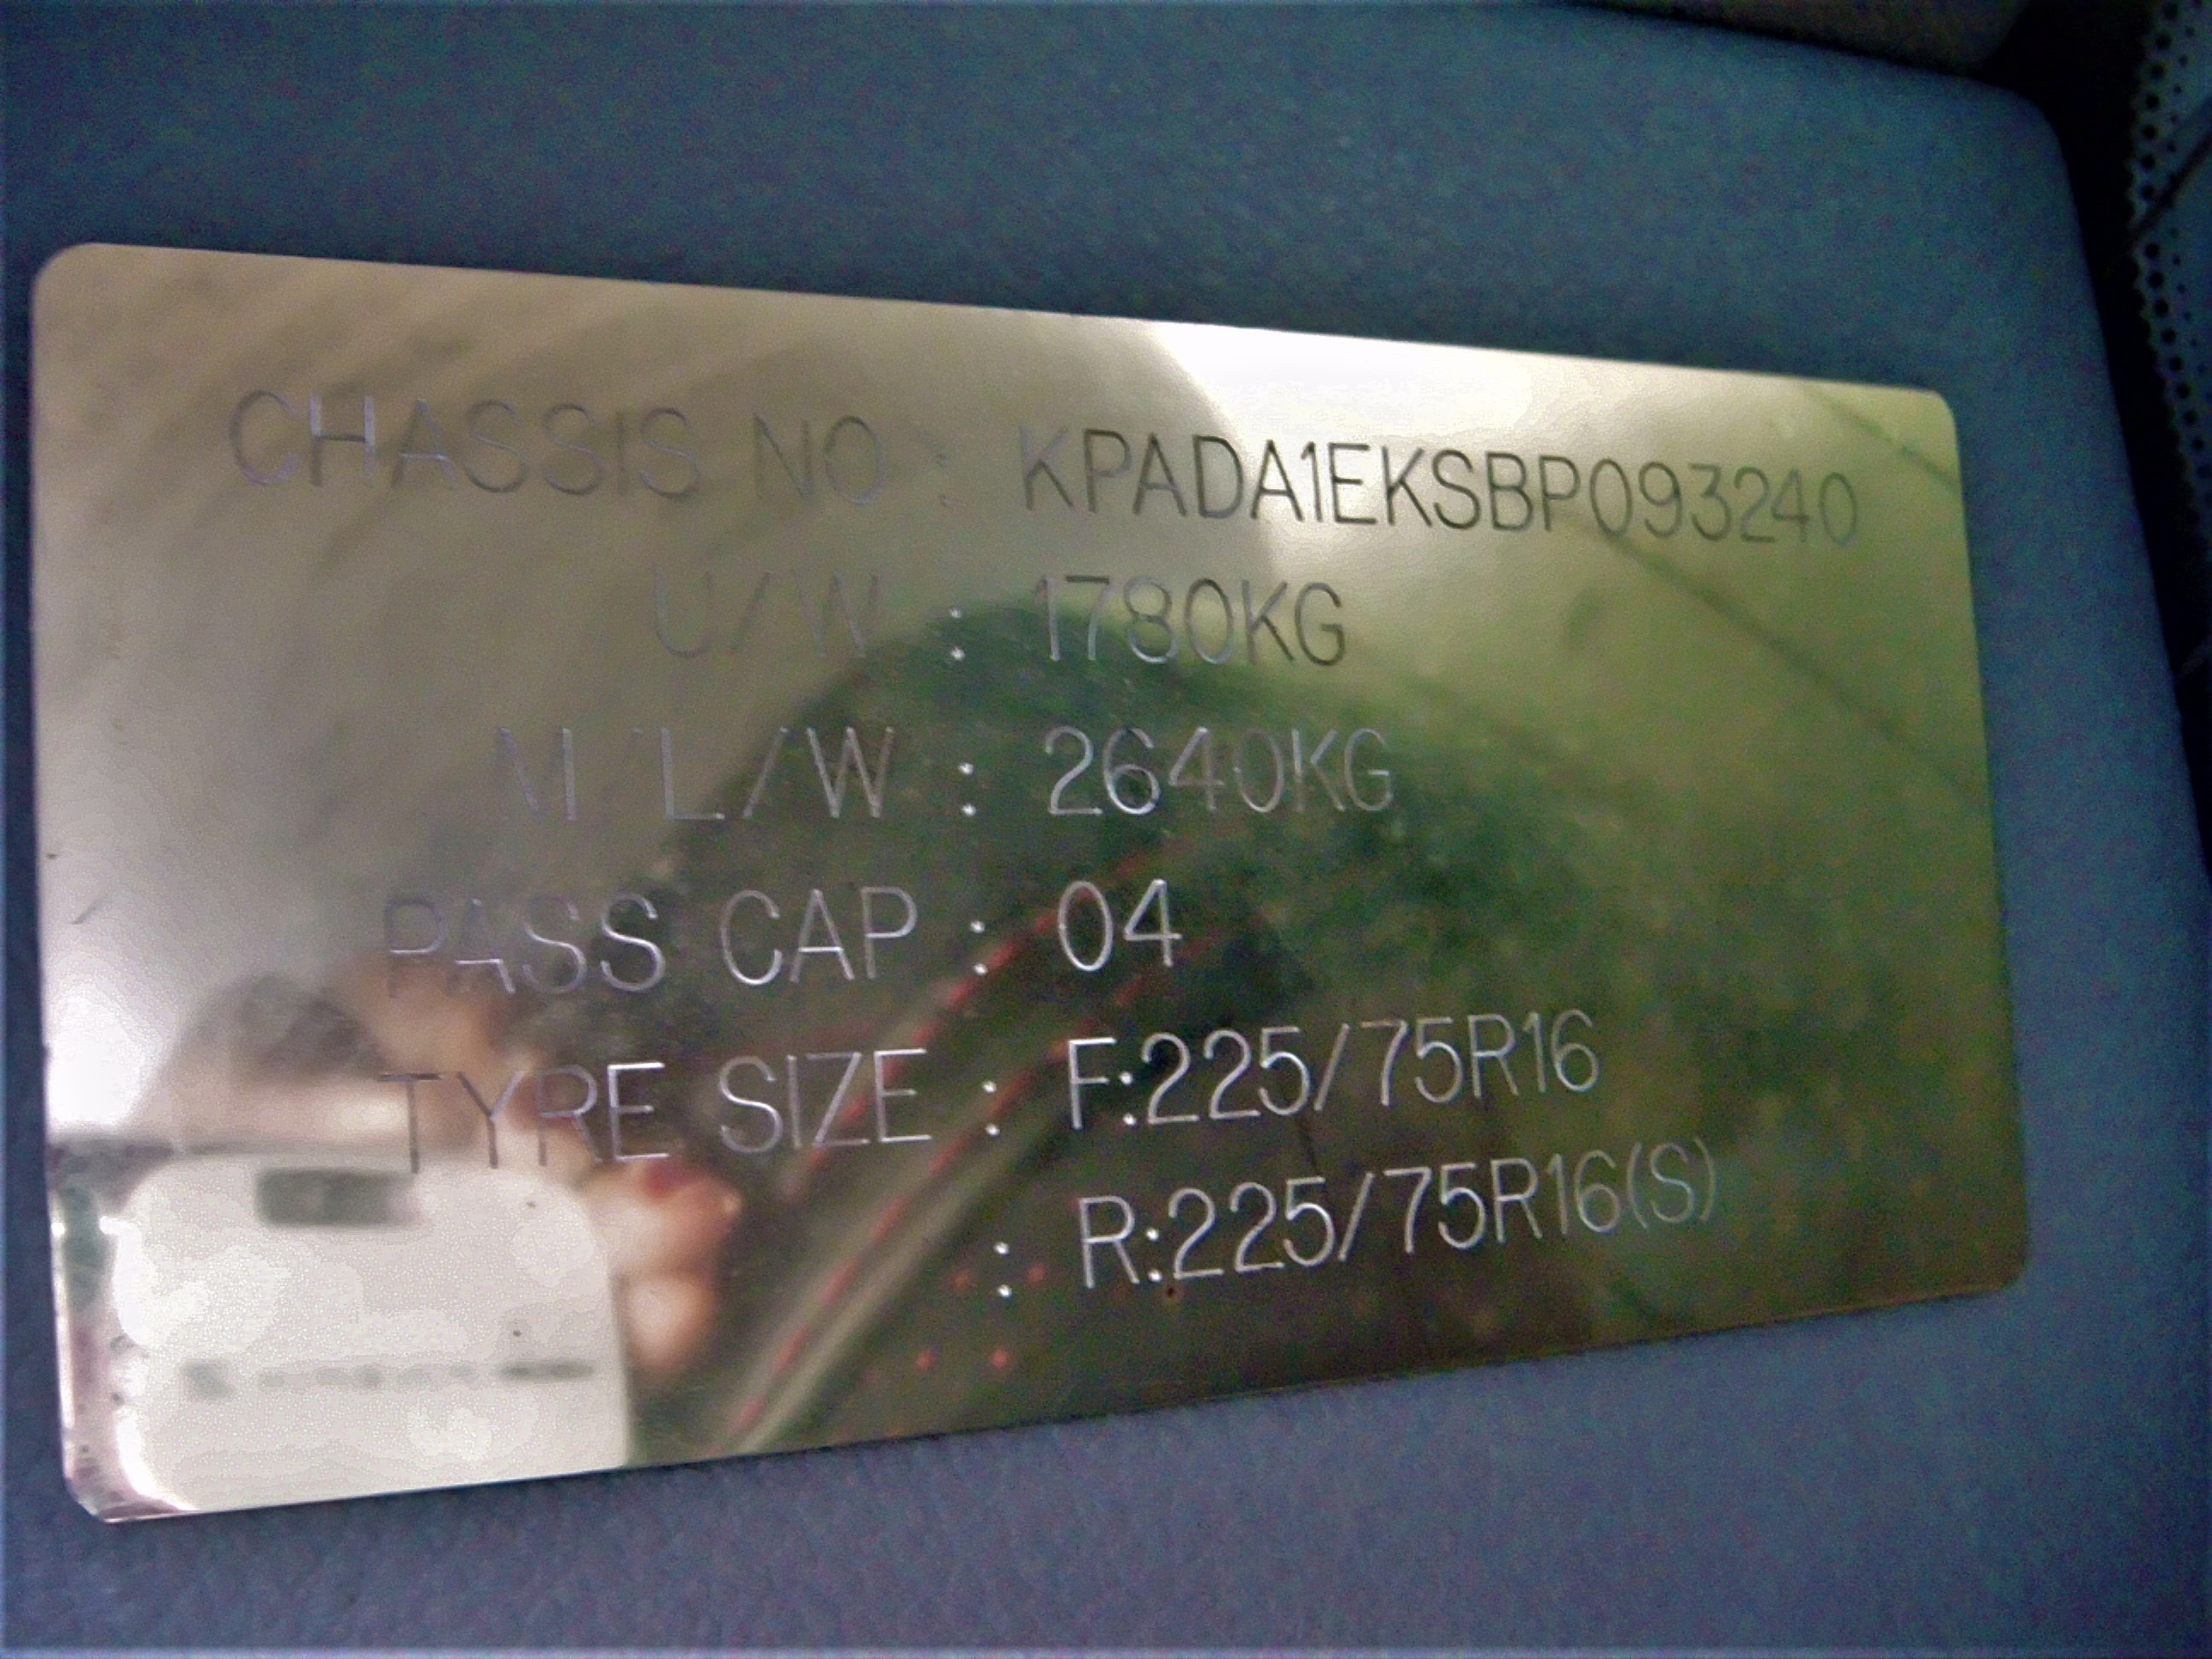 CHASSIS NO : KPADA1EKSBP093240
U/W : 1780KG
M/L/W : 2640KG
PASS CAP : 04
TYRE SIZE : F:225/75R16
: R:225/75R16(S)